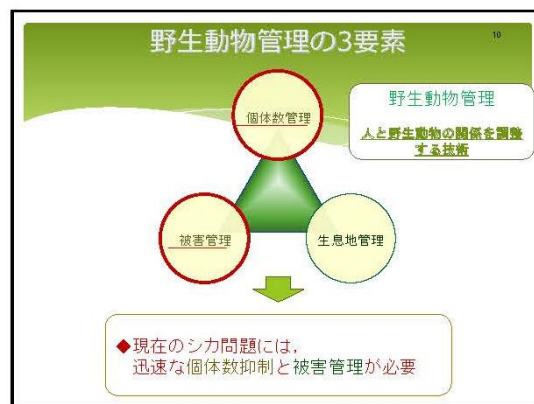 野生動物管理の3要素
10
個体数管理
野生動物管理
人と野生動物の関係を調整
する技術
被害管理
生息地管理
◆現在のシカ問題には，
迅速な個体数抑制と被害管理が必要